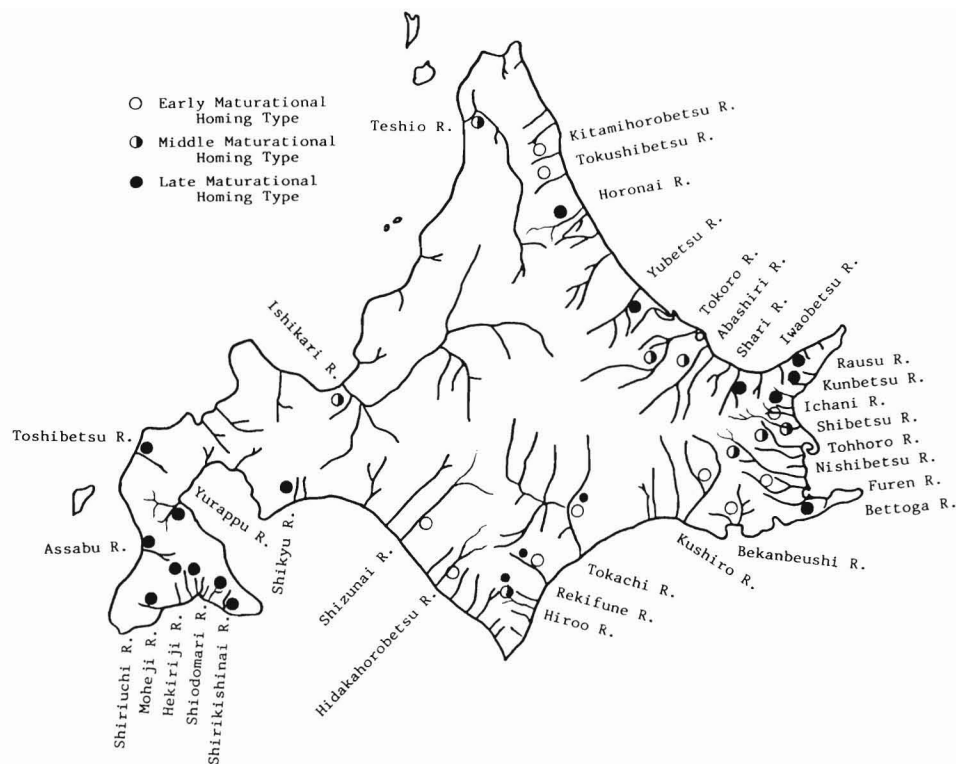 Early Maturational
Homing Type
Middle Maturational
Homing Type
Late Maturational
Homing Type
Teshio R.
Kitamihorobetsu R.
Tokushibetsu R.
Horonai R.
Yubetsu R.
Tokoro R.
Abashiri R.
Shari R.
Iwaobetsu R.
Rausu R.
Kunbetsu R.
Ichani R.
Shibetsu R.
Tohhoro R.
Nishibetsu R.
Furen R.
Bettoga R.
Bekanbeushi R.
Kushiro R.
Tokachi R.
Rekifune R.
Hiroo R.
Hidakahorobetsu R.
Shizunai R.
Shikyu R.
Ishikari R.
Toshibetsu R.
Yurappu R.
Assabu R.
Shiriuchi R.
Moheji R.
Hekiriji R.
Shiodomari R.
Shirikishinai R.